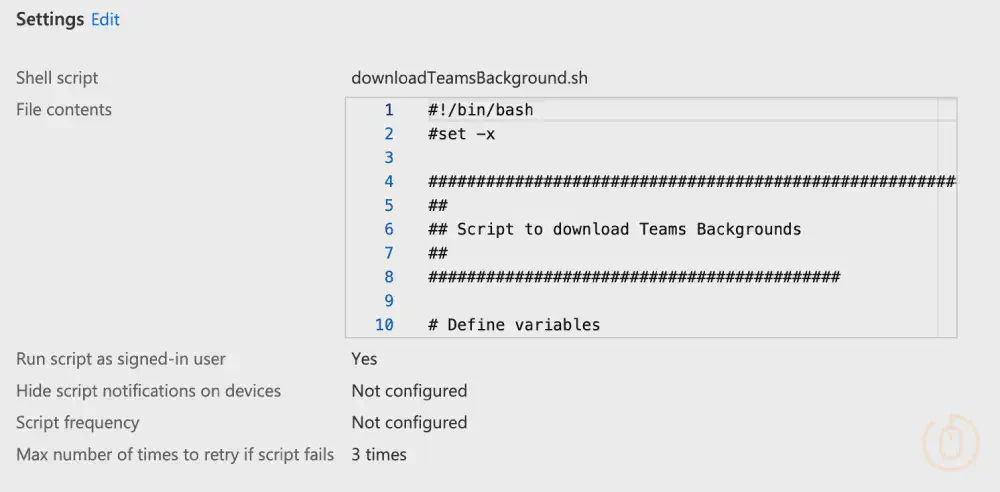 Settings Edit
Shell script downloadTeamsBackground.sh
File contents
1 #!/bin/bash
2 #set -x
3
4 #######################################################
5 ##
6 ## Script to download Teams Backgrounds
7 ##
8 ###########################################
9
10 # Define variables
Run script as signed-in user Yes
Hide script notifications on devices Not configured
Script frequency Not configured
Max number of times to retry if script fails 3 times